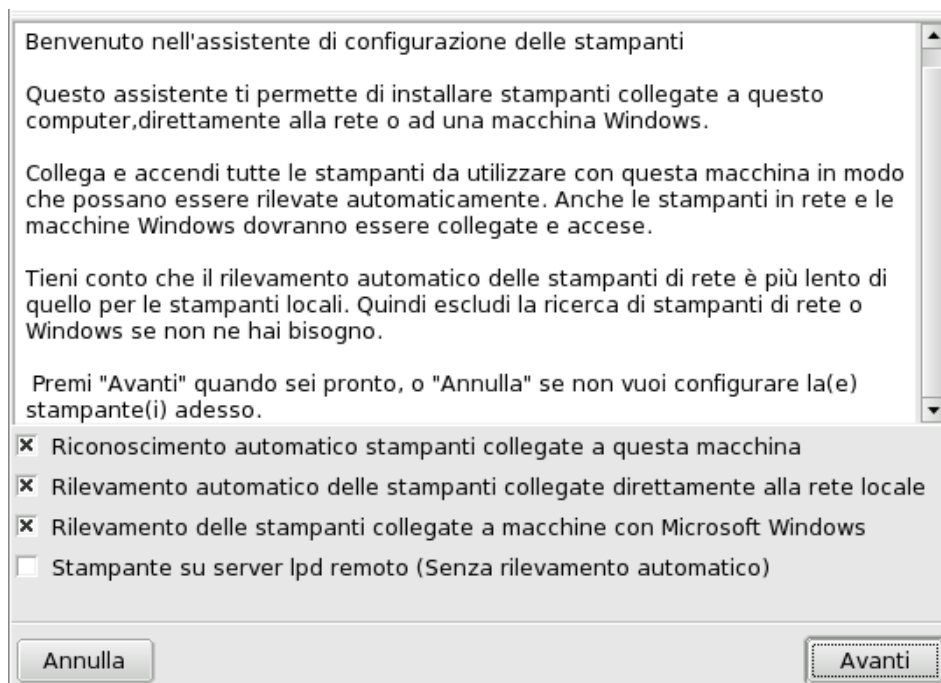 Benvenuto nell'assistente di configurazione delle stampanti
Questo assistente ti permette di installare stampanti collegate a questo
computer,direttamente alla rete o ad una macchina Windows.
Collega e accendi tutte le stampanti da utilizzare con questa macchina in modo
che possano essere rilevate automaticamente. Anche le stampanti in rete e le
macchine Windows dovranno essere collegate e accese.
Tieni conto che il rilevamento automatico delle stampanti di rete è più lento di
quello per le stampanti locali. Quindi escludi la ricerca di stampanti di rete o
Windows se non ne hai bisogno.
Premi "Avanti" quando sei pronto, o "Annulla" se non vuoi configurare la(e)
stampante(i) adesso.
Riconoscimento automatico stampanti collegate a questa macchina
Rilevamento automatico delle stampanti collegate direttamente alla rete locale
Rilevamento delle stampanti collegate a macchine con Microsoft Windows
Stampante su server lpd remoto (Senza rilevamento automatico)
Annulla
Avanti